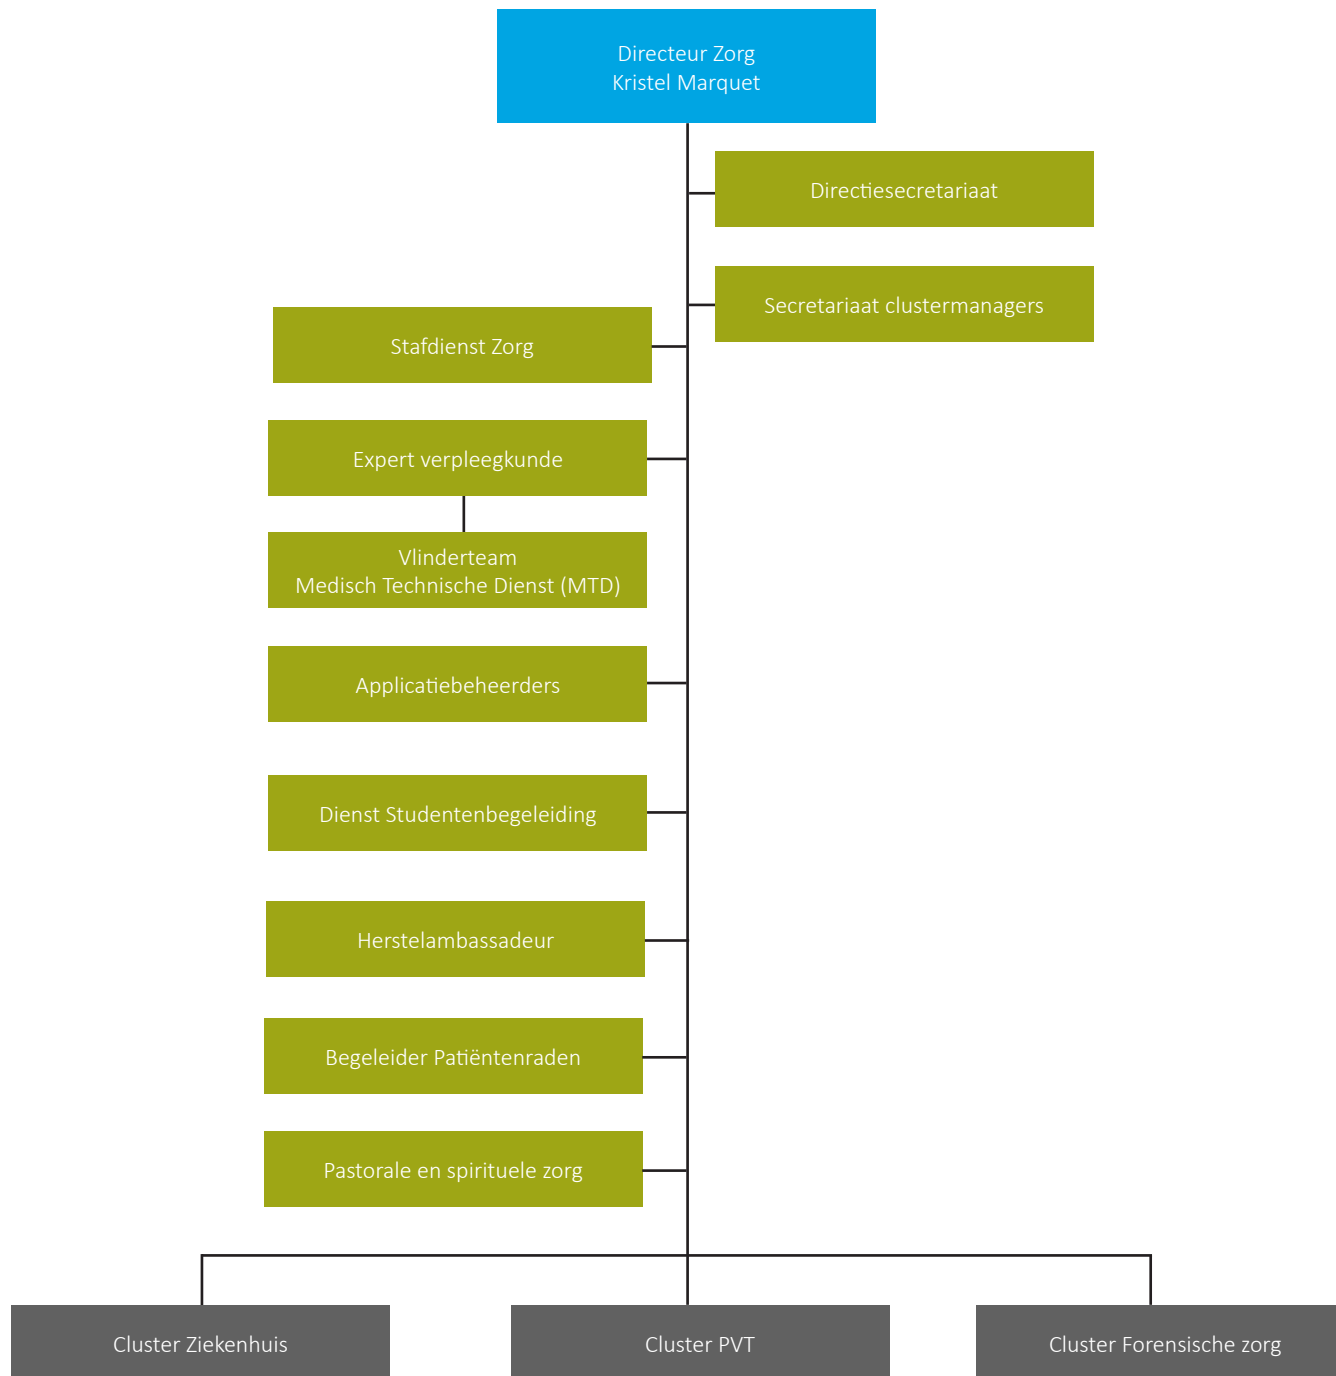 Directeur Zorg
Kristel Marquet
Directiesecretariaat
Secretariaat clustermanagers
Stafdienst Zorg
Expert verpleegkunde
Vlinderteam
Medisch Technische Dienst (MTD)
Applicatiebeheerders
Dienst Studentenbegeleiding
Herstelambassadeur
Begeleider Patiëntenraden
Pastorale en spirituele zorg
Cluster Ziekenhuis
Cluster PVT
Cluster Forensische zorg